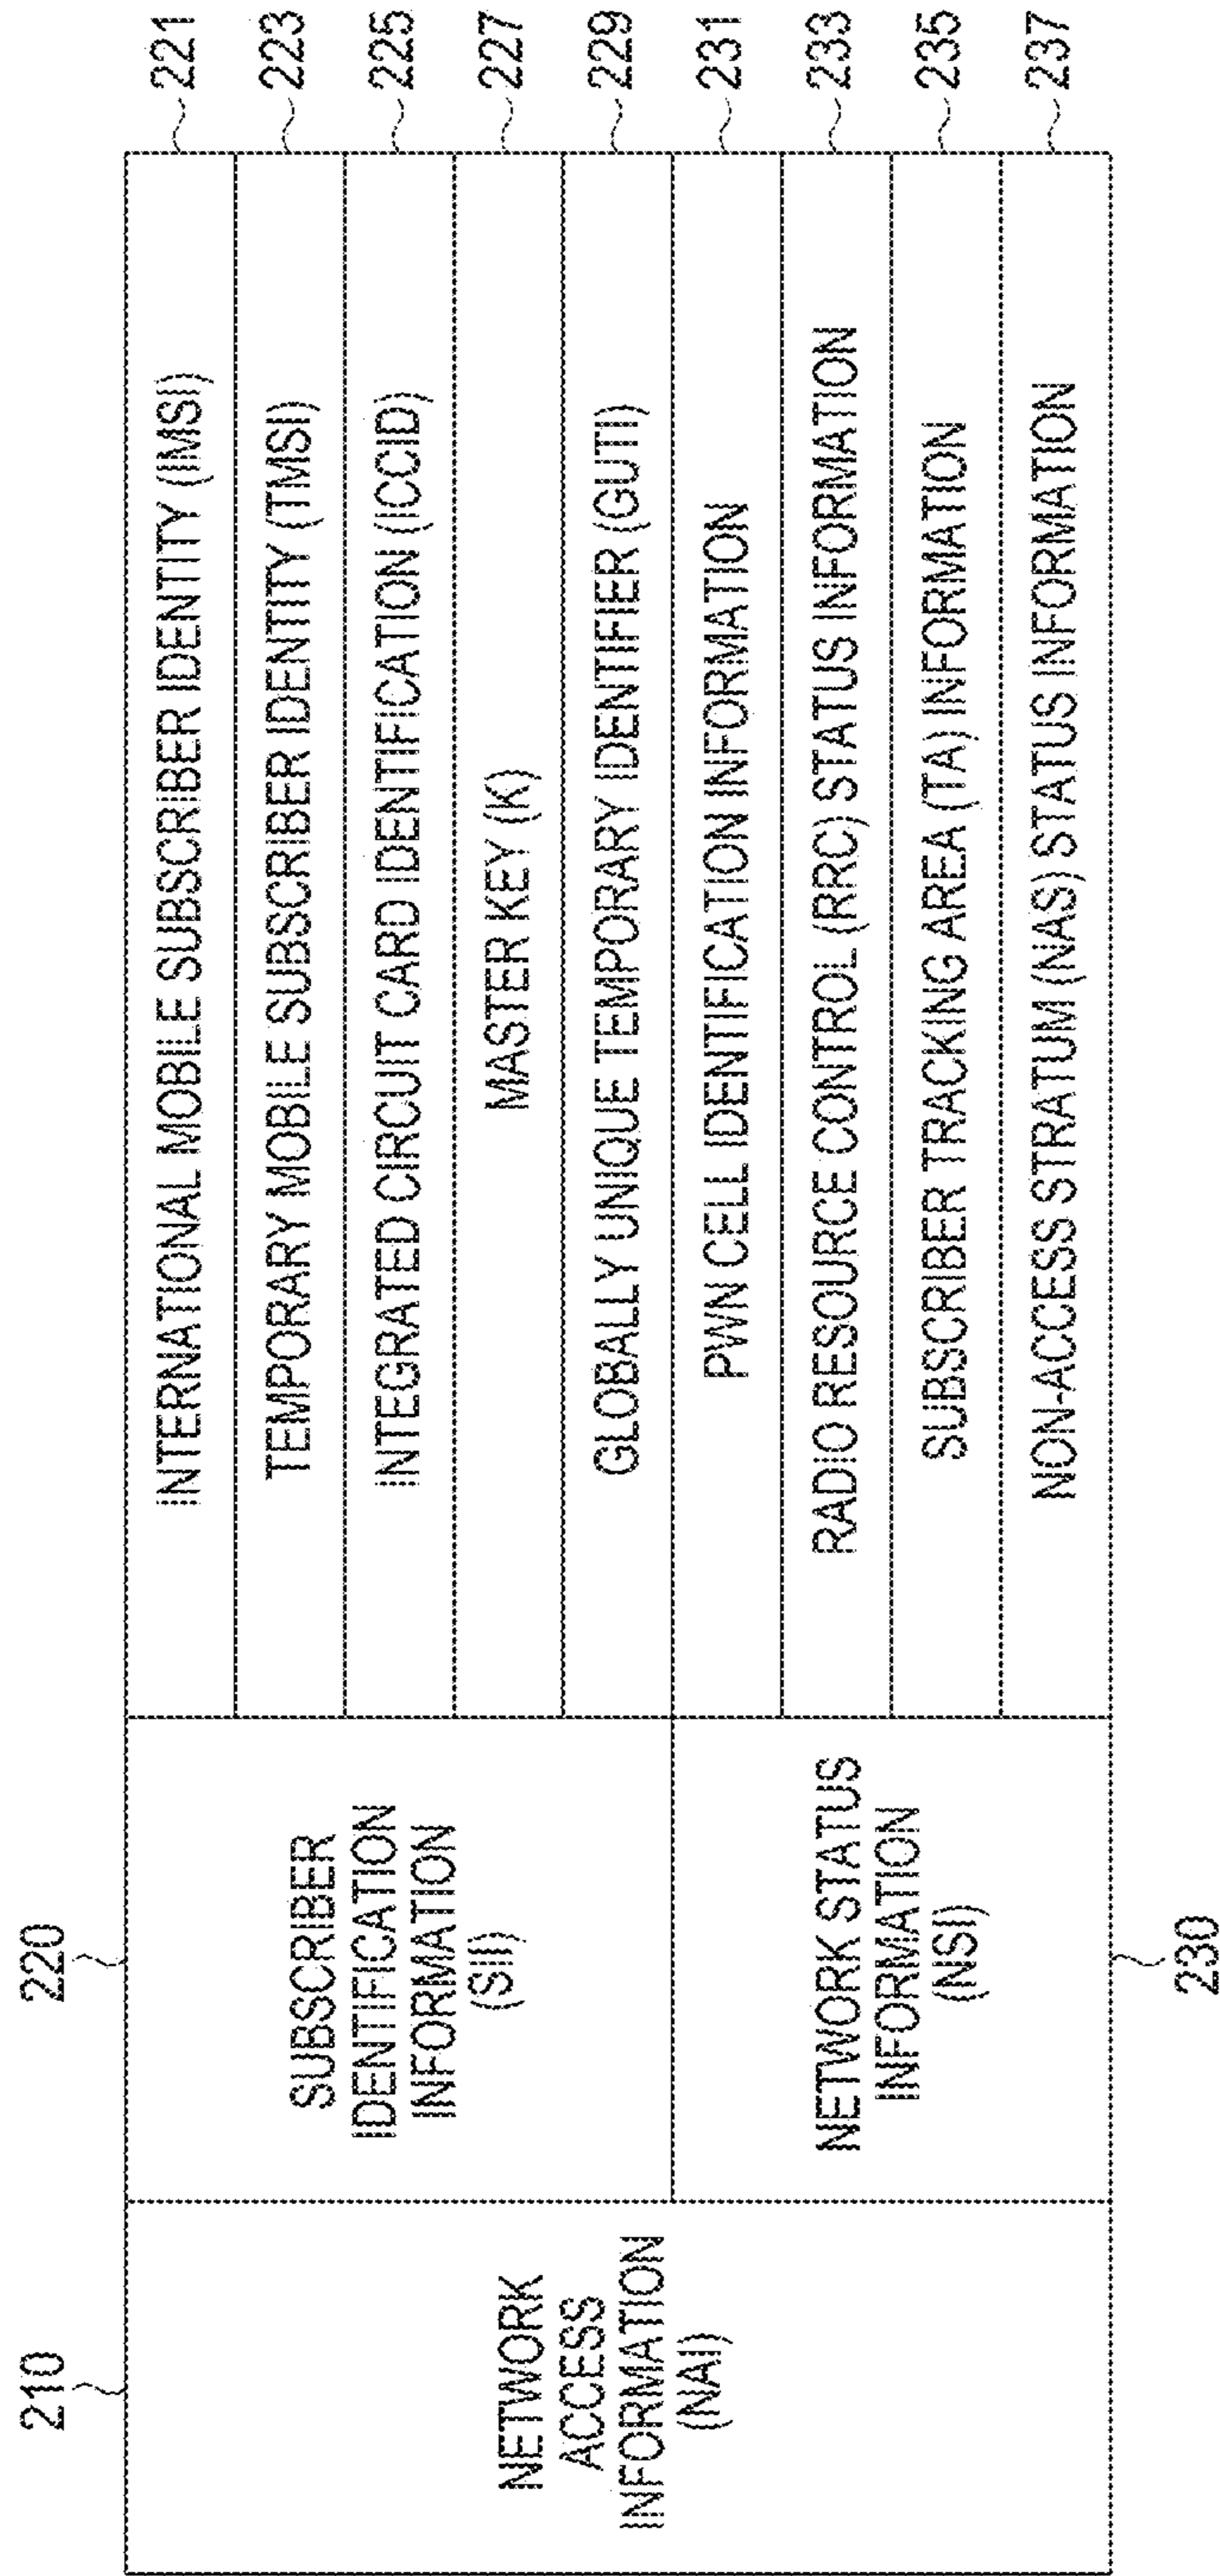 210
220
NETWORK
ACCESS
INFORMATION
(NAI)
SUBSCRIBER
IDENTIFICATION
INFORMATION
(SII)
NETWORK STATUS
INFORMATION
(NSI)
230
INTERNATIONAL MOBILE SUBSCRIBER IDENTITY (IMSI) 221
TEMPORARY MOBILE SUBSCRIBER IDENTITY (TMSI) 223
INTEGRATED CIRCUIT CARD IDENTIFICATION (ICCID) 225
MASTER KEY (K) 227
GLOBALLY UNIQUE TEMPORARY IDENTIFIER (GUTI) 229
PWN CELL IDENTIFICATION INFORMATION 231
RADIO RESOURCE CONTROL (RRC) STATUS INFORMATION 233
SUBSCRIBER TRACKING AREA (TA) INFORMATION 235
NON-ACCESS STRATUM (NAS) STATUS INFORMATION 237